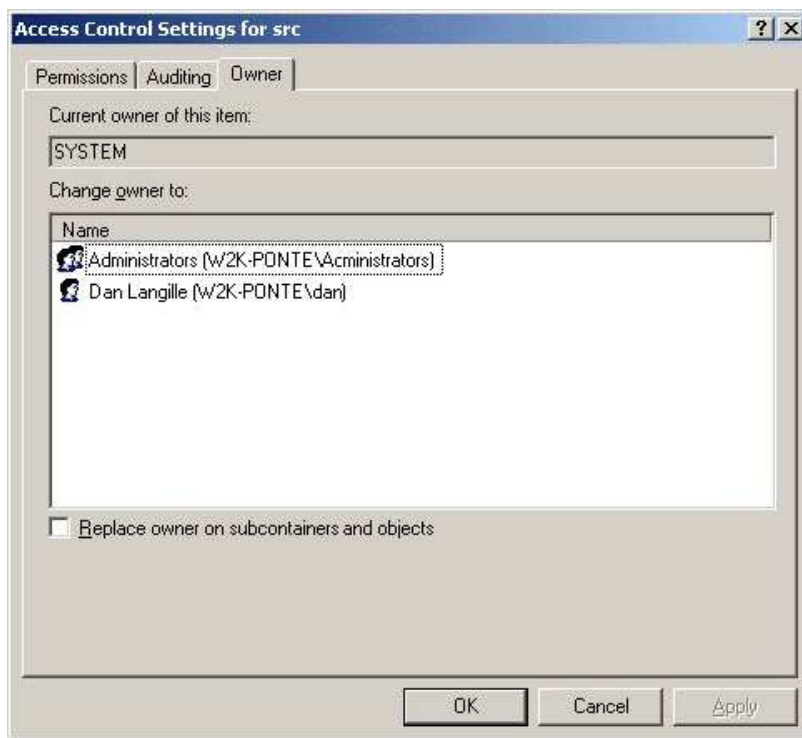 Access Control Settings for src
Permissions Auditing Owner
Current owner of this item:
SYSTEM
Change owner to:
Name
Administrators (W2K-PONTE\Acministrators)
Dan Langille (W2K-PONTE\dan)
Replace owner on subcontainers and objects
OK Cancel Apply